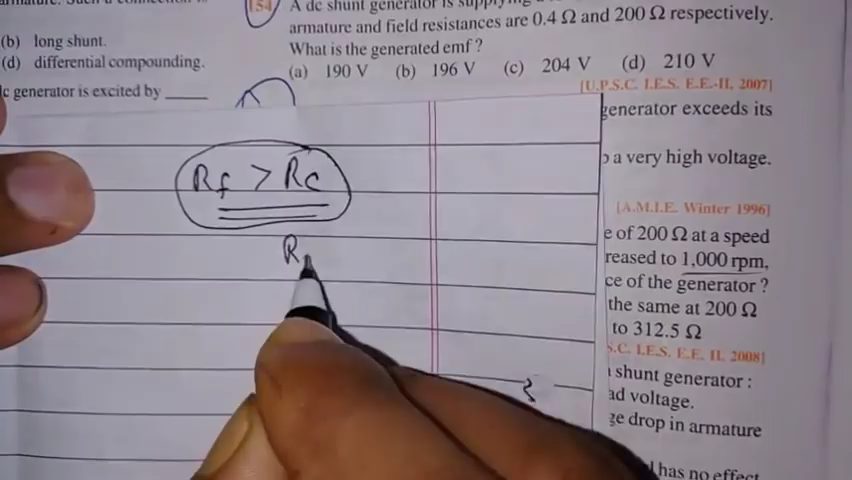 154 A dc shunt generator is supplying
armature and field resistances are 0.4 Ω and 200 Ω respectively.
What is the generated emf ?
(a) 190 V (b) 196 V (c) 204 V (d) 210 V
[U.P.S.C. I.E.S. E.E.-II, 2007]
(b) long shunt.
(d) differential compounding.
dc generator is excited by
generator exceeds its
a very high voltage.
[A.M.I.E. Winter 1996]
e of 200 Ω at a speed
reased to 1,000 rpm,
ce of the generator ?
the same at 200 Ω
to 312.5 Ω
S.C. I.E.S. E.E. II, 2008]
shunt generator :
ad voltage.
ge drop in armature
has no effect
Rf > Rc
R